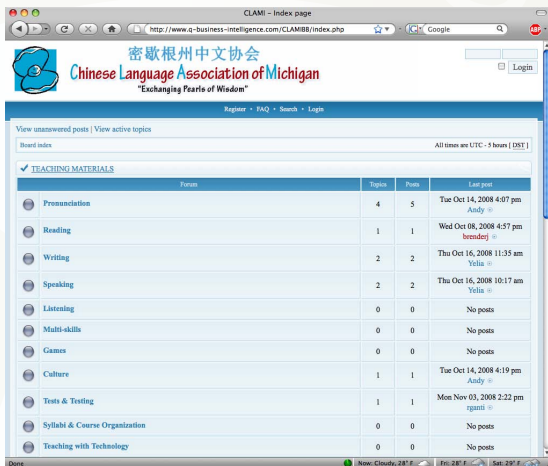 CLAMI – Index page
http://www.q-business-intelligence.com/CLAMIBB/index.php
Google
ABP
密歇根州中文协会
Chinese Language Association of Michigan
"Exchanging Pearls of Wisdom"
Login
Register • FAQ • Search • Login
View unanswered posts | View active topics
Board index All times are UTC - 5 hours [ DST ]
TEACHING MATERIALS
Forum Topics Posts Last post
Pronunciation 4 5 Tue Oct 14, 2008 4:07 pm
Andy
Reading 1 1 Wed Oct 08, 2008 4:57 pm
brenderj
Writing 2 2 Thu Oct 16, 2008 11:35 am
Yelia
Speaking 2 2 Thu Oct 16, 2008 10:17 am
Yelia
Listening 0 0 No posts
Multi-skills 0 0 No posts
Games 0 0 No posts
Culture 1 1 Tue Oct 14, 2008 4:19 pm
Andy
Tests & Testing 1 1 Mon Nov 03, 2008 2:22 pm
rganti
Syllabi & Course Organization 0 0 No posts
Teaching with Technology 0 0 No posts
Done Now: Cloudy, 28° F Fri: 28° F Sat: 29° F